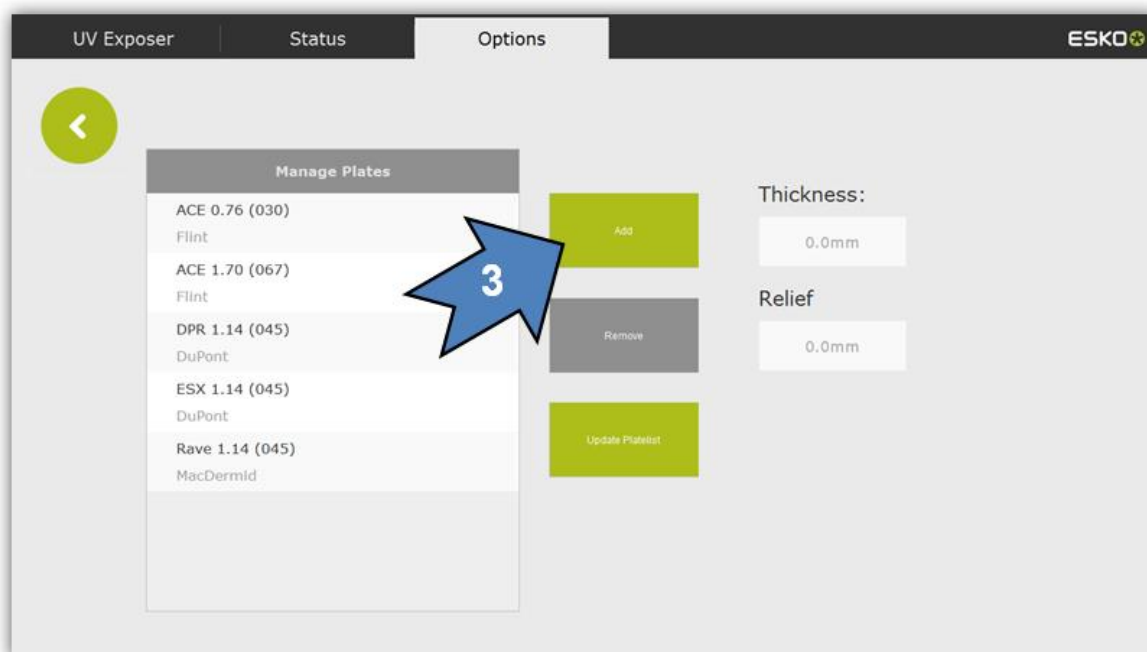 UV Exposer Status Options ESKO
Manage Plates
ACE 0.76 (030)
Flint
ACE 1.70 (067)
Flint
DPR 1.14 (045)
DuPont
ESX 1.14 (045)
DuPont
Rave 1.14 (045)
MacDermid
3
Add
Remove
Update Platelist
Thickness:
0.0mm
Relief
0.0mm